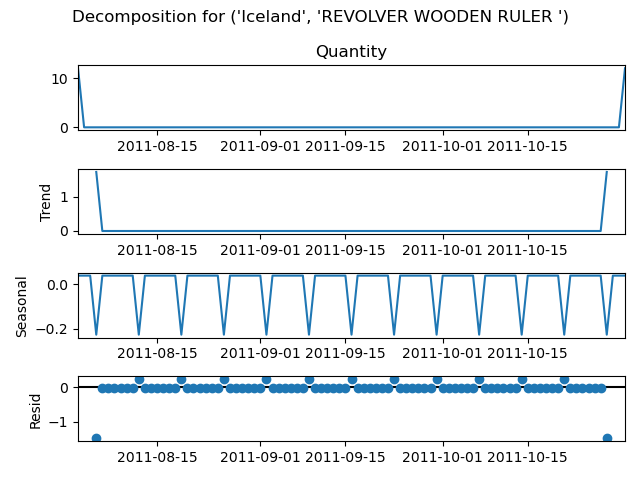 Decomposition for ('Iceland', 'REVOLVER WOODEN RULER ')
Quantity
10
0
2011-08-15 2011-09-01 2011-09-15 2011-10-01 2011-10-15
Trend
1
0
2011-08-15 2011-09-01 2011-09-15 2011-10-01 2011-10-15
Seasonal
0.0
−0.2
2011-08-15 2011-09-01 2011-09-15 2011-10-01 2011-10-15
Resid
0
−1
2011-08-15 2011-09-01 2011-09-15 2011-10-01 2011-10-15